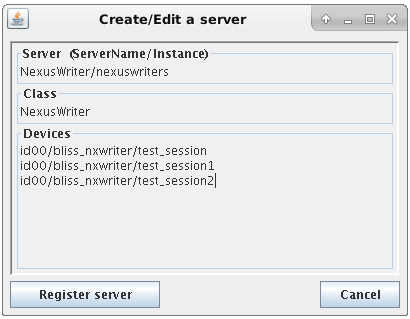 Create/Edit a server
Server (ServerName/Instance)
NexusWriter/nexuswriters
Class
NexusWriter
Devices
id00/bliss_nxwriter/test_session
id00/bliss_nxwriter/test_session1
id00/bliss_nxwriter/test_session2
Register server
Cancel